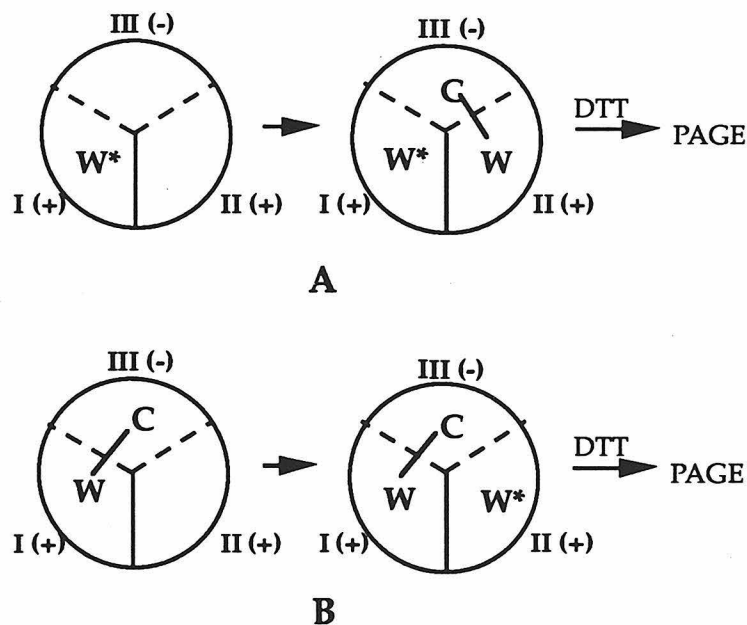 III (-) III (-)
C DTT
W* W* W PAGE
I (+) II (+) I (+) II (+)
A
III (-) III (-)
C C DTT
W W W* PAGE
I (+) II (+) I (+) II (+)
B